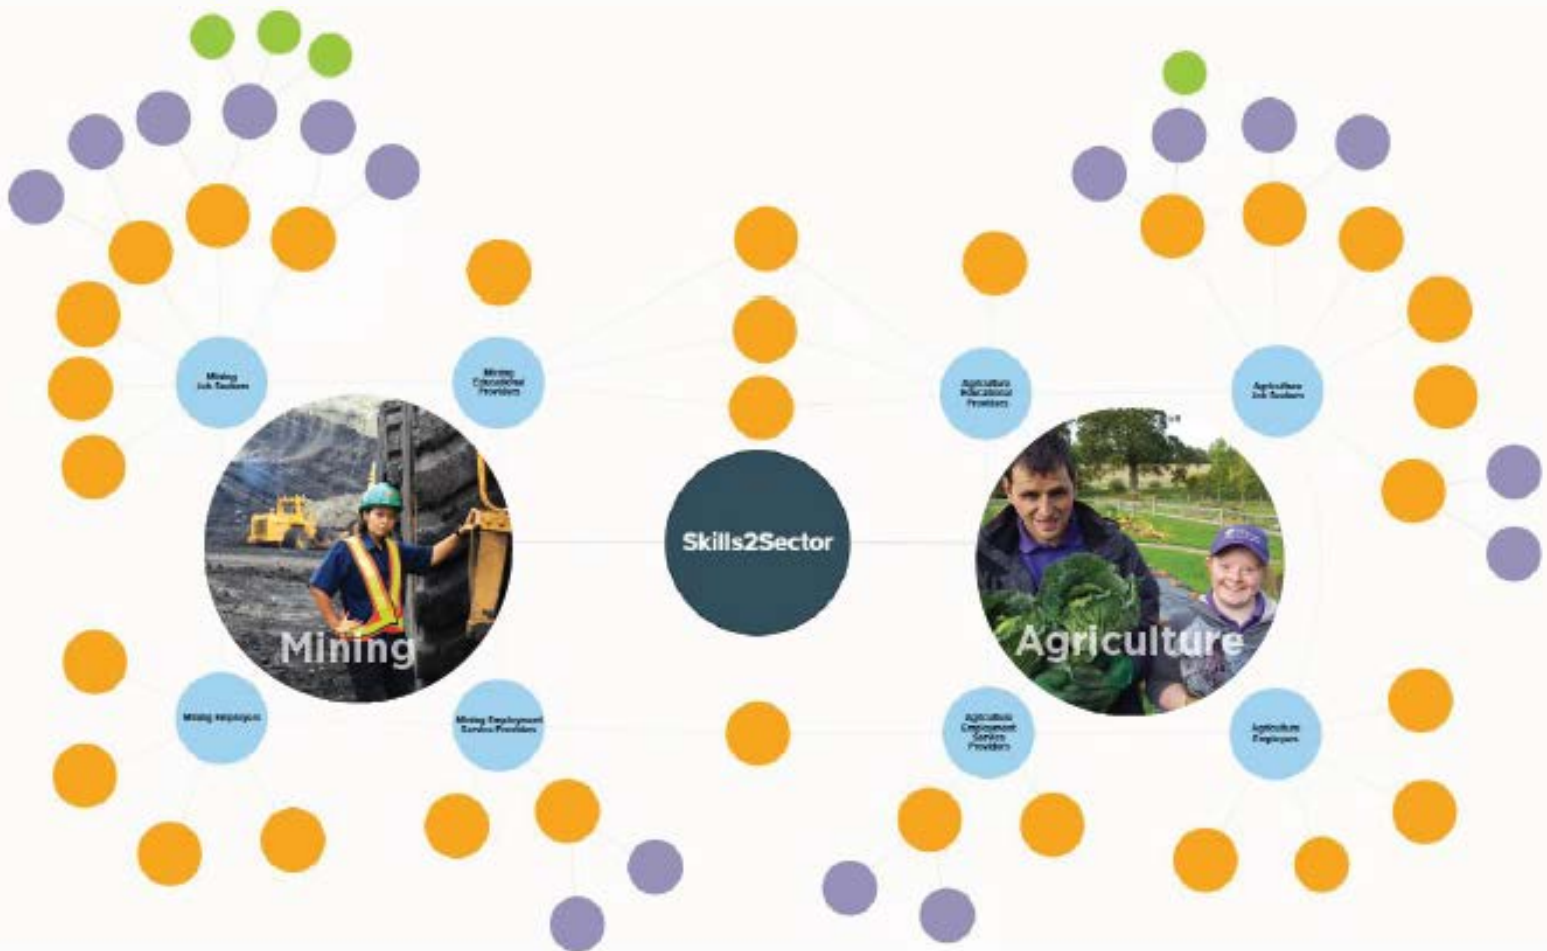 Mining
Job Seekers
Mining
Educational
Providers
Agriculture
Educational
Providers
Agriculture
Job Seekers
Skills2Sector
Mining
Agriculture
Mining Employers
Mining Employment
Service Providers
Agriculture
Employment
Service
Providers
Agriculture
Employers